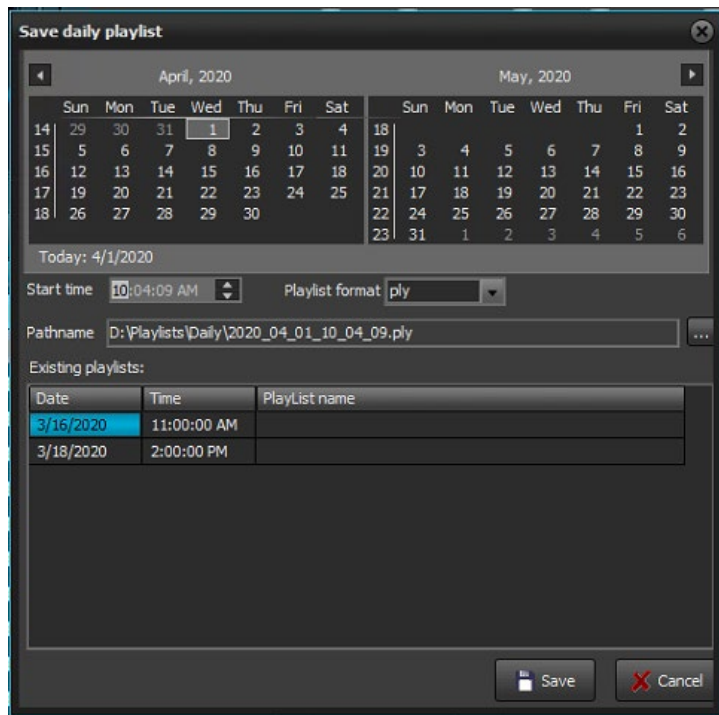 Save daily playlist
April, 2020 May, 2020
Sun Mon Tue Wed Thu Fri Sat Sun Mon Tue Wed Thu Fri Sat
14 29 30 31 1 2 3 4 18 1 2
15 5 6 7 8 9 10 11 19 3 4 5 6 7 8 9
16 12 13 14 15 16 17 18 20 10 11 12 13 14 15 16
17 19 20 21 22 23 24 25 21 17 18 19 20 21 22 23
18 26 27 28 29 30 22 24 25 26 27 28 29 30
23 31 1 2 3 4 5 6
Today: 4/1/2020
Start time 10:04:09 AM Playlist format ply
Pathname D:\Playlists\Daily\2020_04_01_10_04_09.ply ...
Existing playlists:
Date Time PlayList name
3/16/2020 11:00:00 AM
3/18/2020 2:00:00 PM
Save Cancel